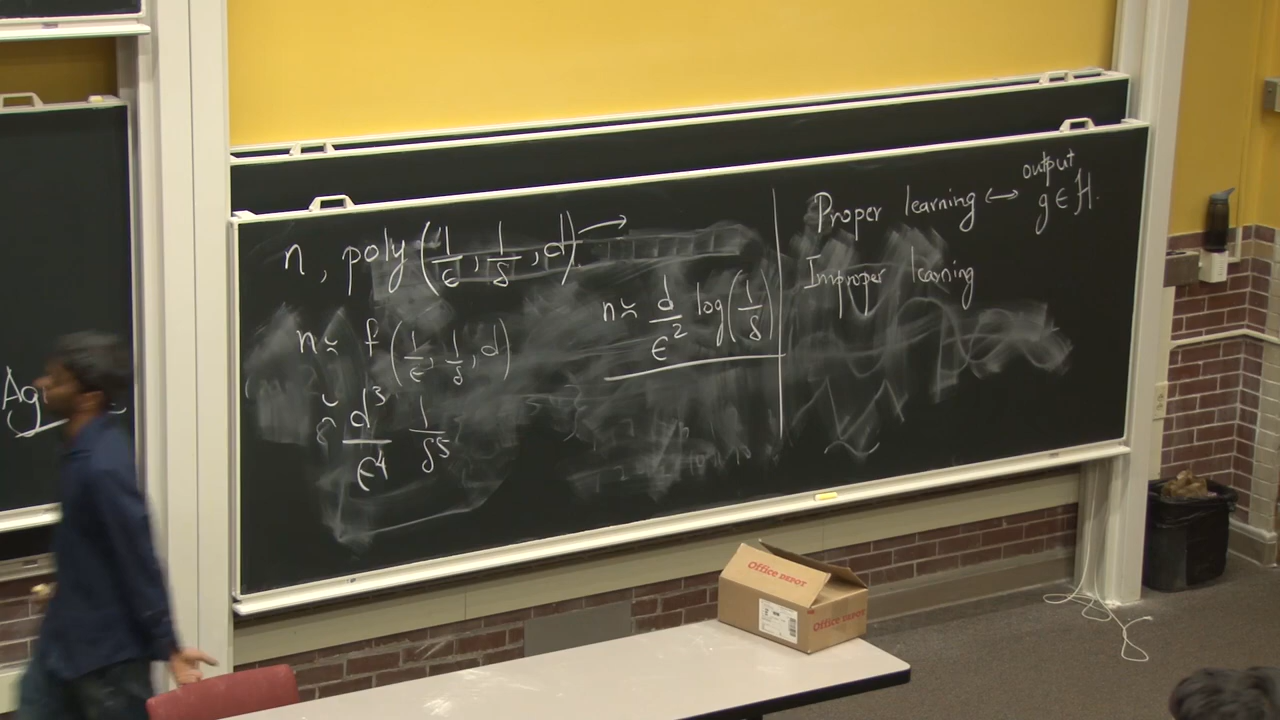 n, poly(1/ϵ, 1/δ, d). →
n ≍ f(1/ϵ, 1/δ, d)
≍ d³/ϵ⁴ 1/δ⁵
n ≍ d/ϵ² log(1/δ)
Proper learning ↔ output g ∈ H.
Improper learning
Office DEPOT
Office DEPOT